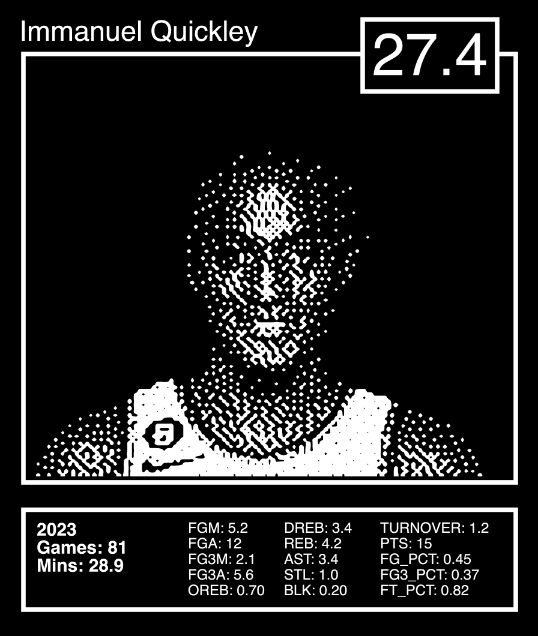 Immanuel Quickley
27.4
2023
Games: 81
Mins: 28.9
FGM: 5.2
FGA: 12
FG3M: 2.1
FG3A: 5.6
OREB: 0.70
DREB: 3.4
REB: 4.2
AST: 3.4
STL: 1.0
BLK: 0.20
TURNOVER: 1.2
PTS: 15
FG_PCT: 0.45
FG3_PCT: 0.37
FT_PCT: 0.82